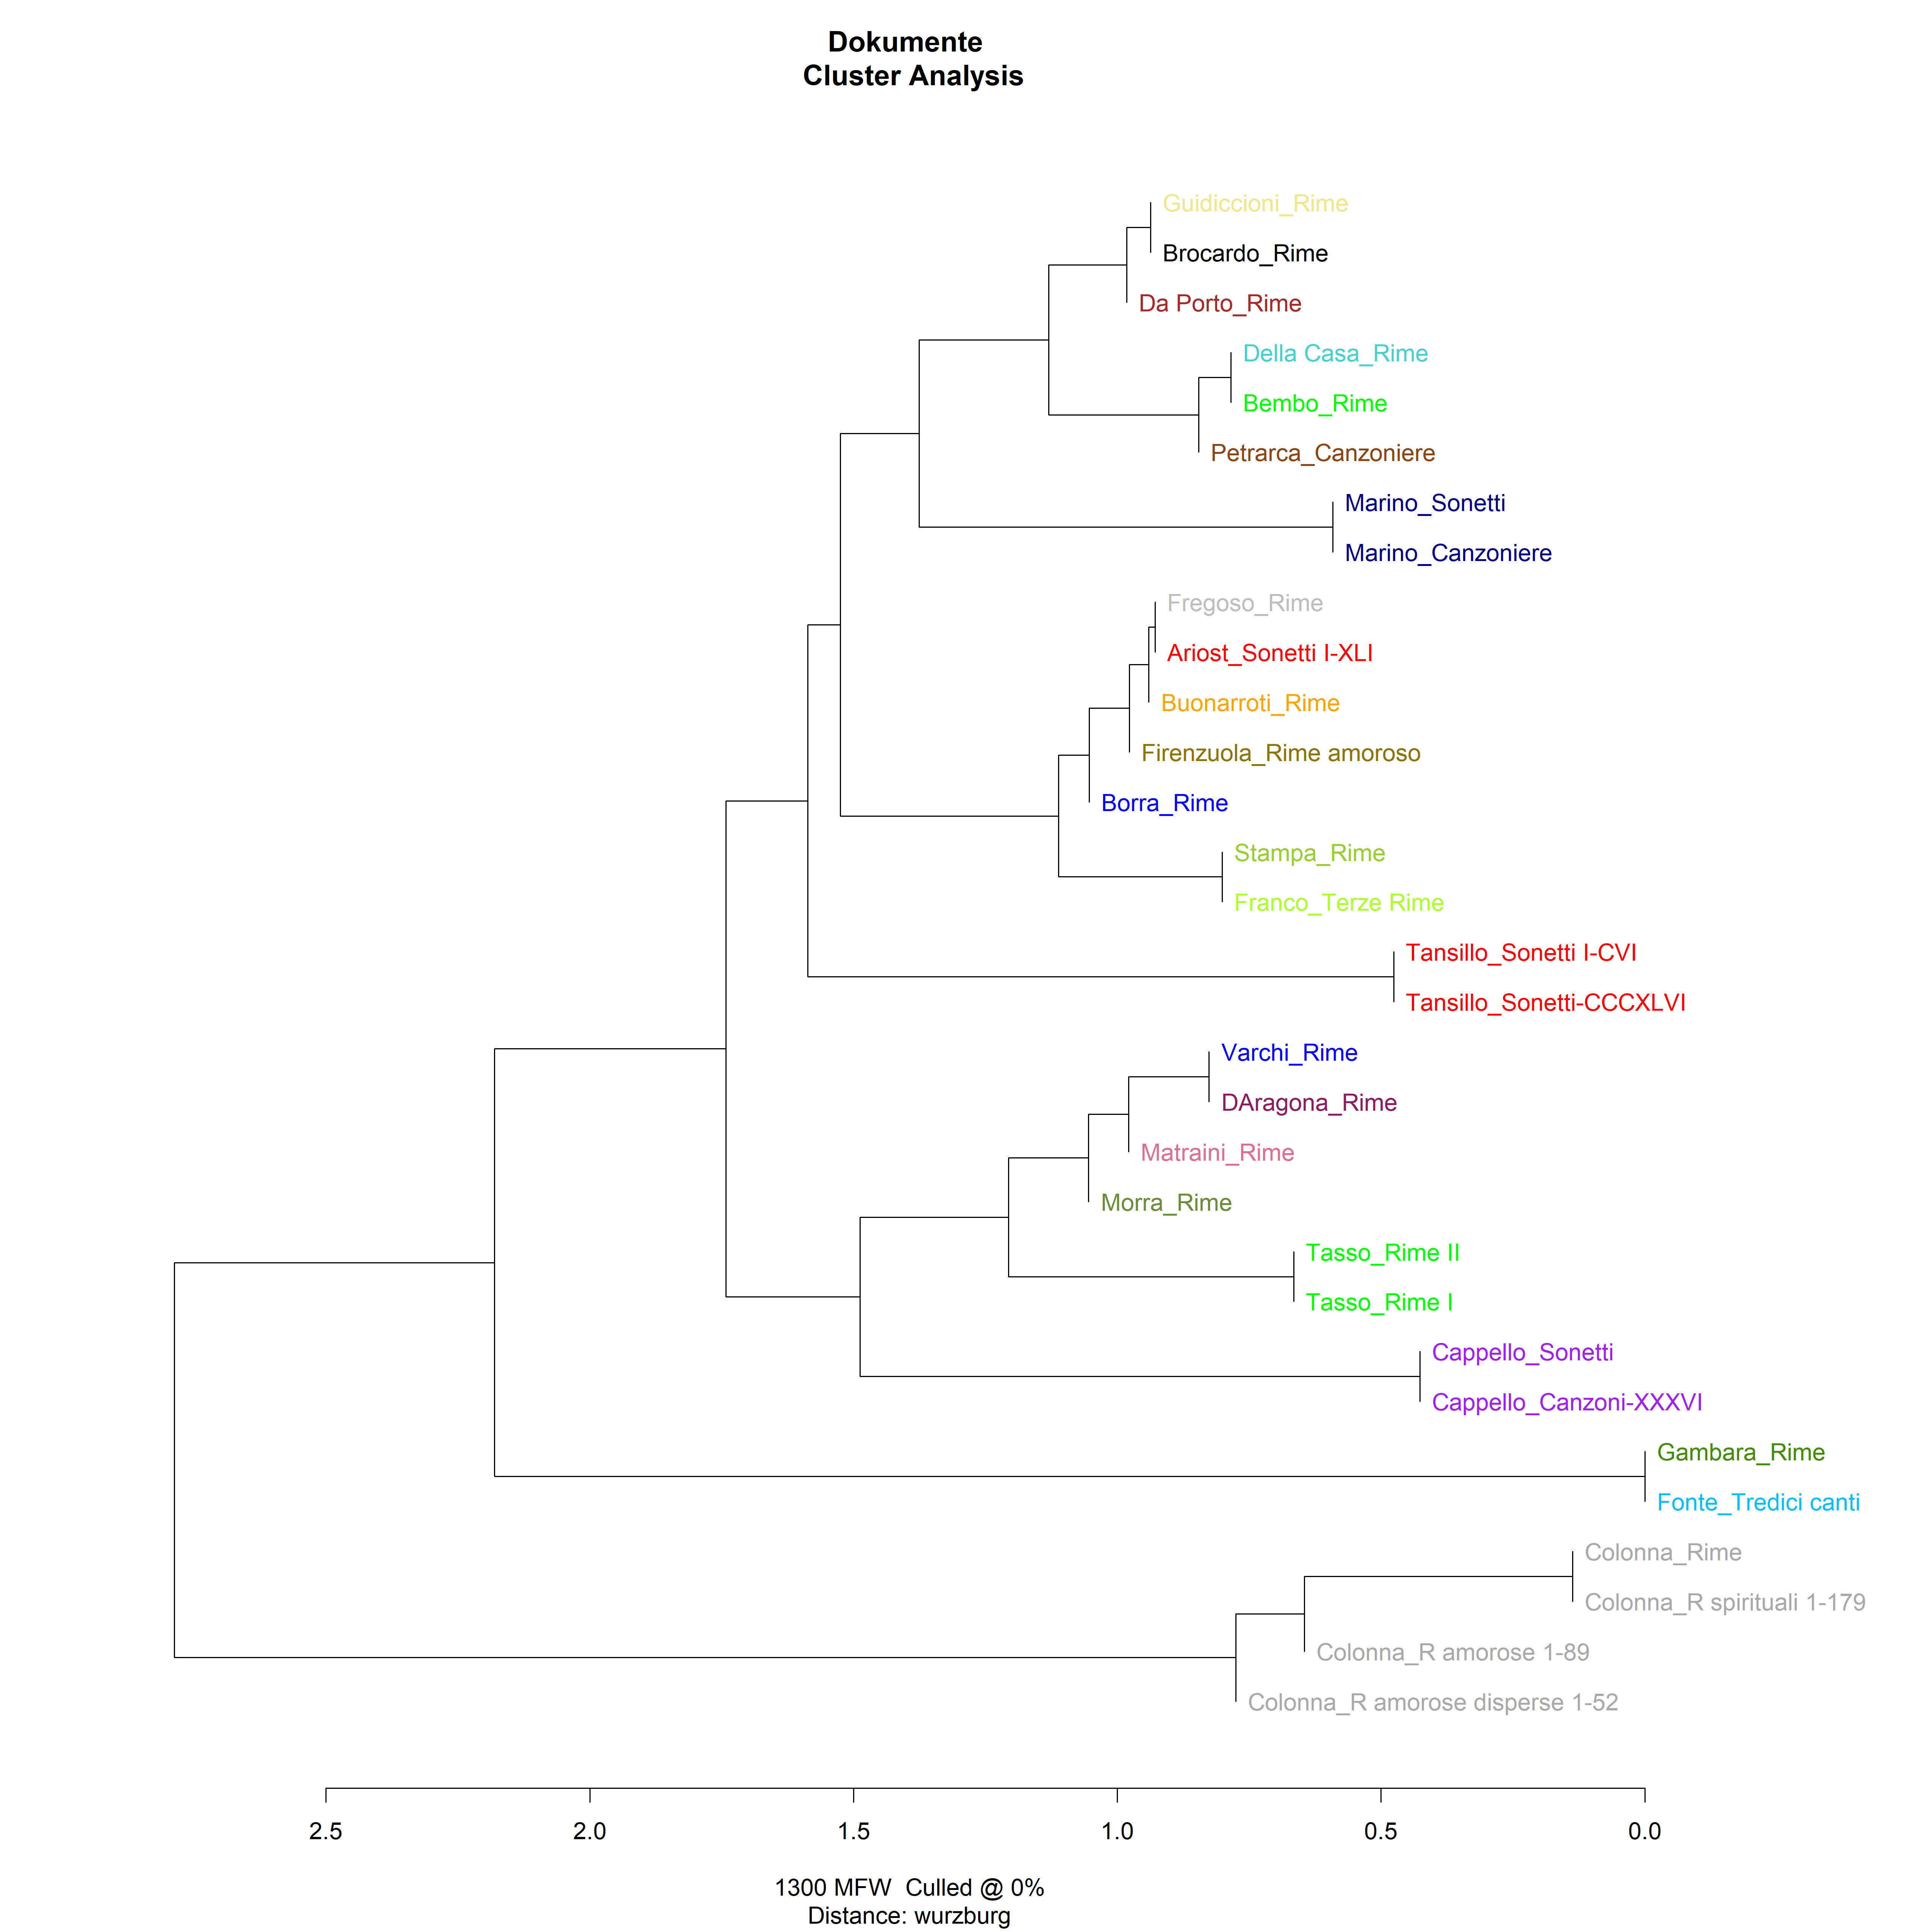 Dokumente
Cluster Analysis
Guidiccioni_Rime
Brocardo_Rime
Da Porto_Rime
Della Casa_Rime
Bembo_Rime
Petrarca_Canzoniere
Marino_Sonetti
Marino_Canzoniere
Fregoso_Rime
Ariost_Sonetti I-XLI
Buonarroti_Rime
Firenzuola_Rime amoroso
Borra_Rime
Stampa_Rime
Franco_Terze Rime
Tansillo_Sonetti I-CVI
Tansillo_Sonetti-CCCXLVI
Varchi_Rime
DAragona_Rime
Matraini_Rime
Morra_Rime
Tasso_Rime II
Tasso_Rime I
Cappello_Sonetti
Cappello_Canzoni-XXXVI
Gambara_Rime
Fonte_Tredici canti
Colonna_Rime
Colonna_R spirituali 1-179
Colonna_R amorose 1-89
Colonna_R amorose disperse 1-52
2.5 2.0 1.5 1.0 0.5 0.0
1300 MFW  Culled @ 0%
Distance: wurzburg